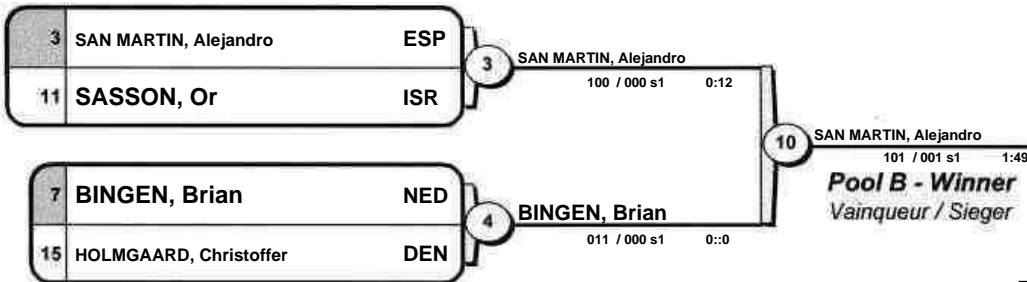 3 SAN MARTIN, Alejandro ESP
11 SASSON, Or ISR
3
SAN MARTIN, Alejandro
100 / 000 s1 0:12
7 BINGEN, Brian NED
15 HOLMGAARD, Christoffer DEN
4
BINGEN, Brian
011 / 000 s1 0::0
10
SAN MARTIN, Alejandro
101 / 001 s1 1:49
Pool B - Winner
Vainqueur / Sieger